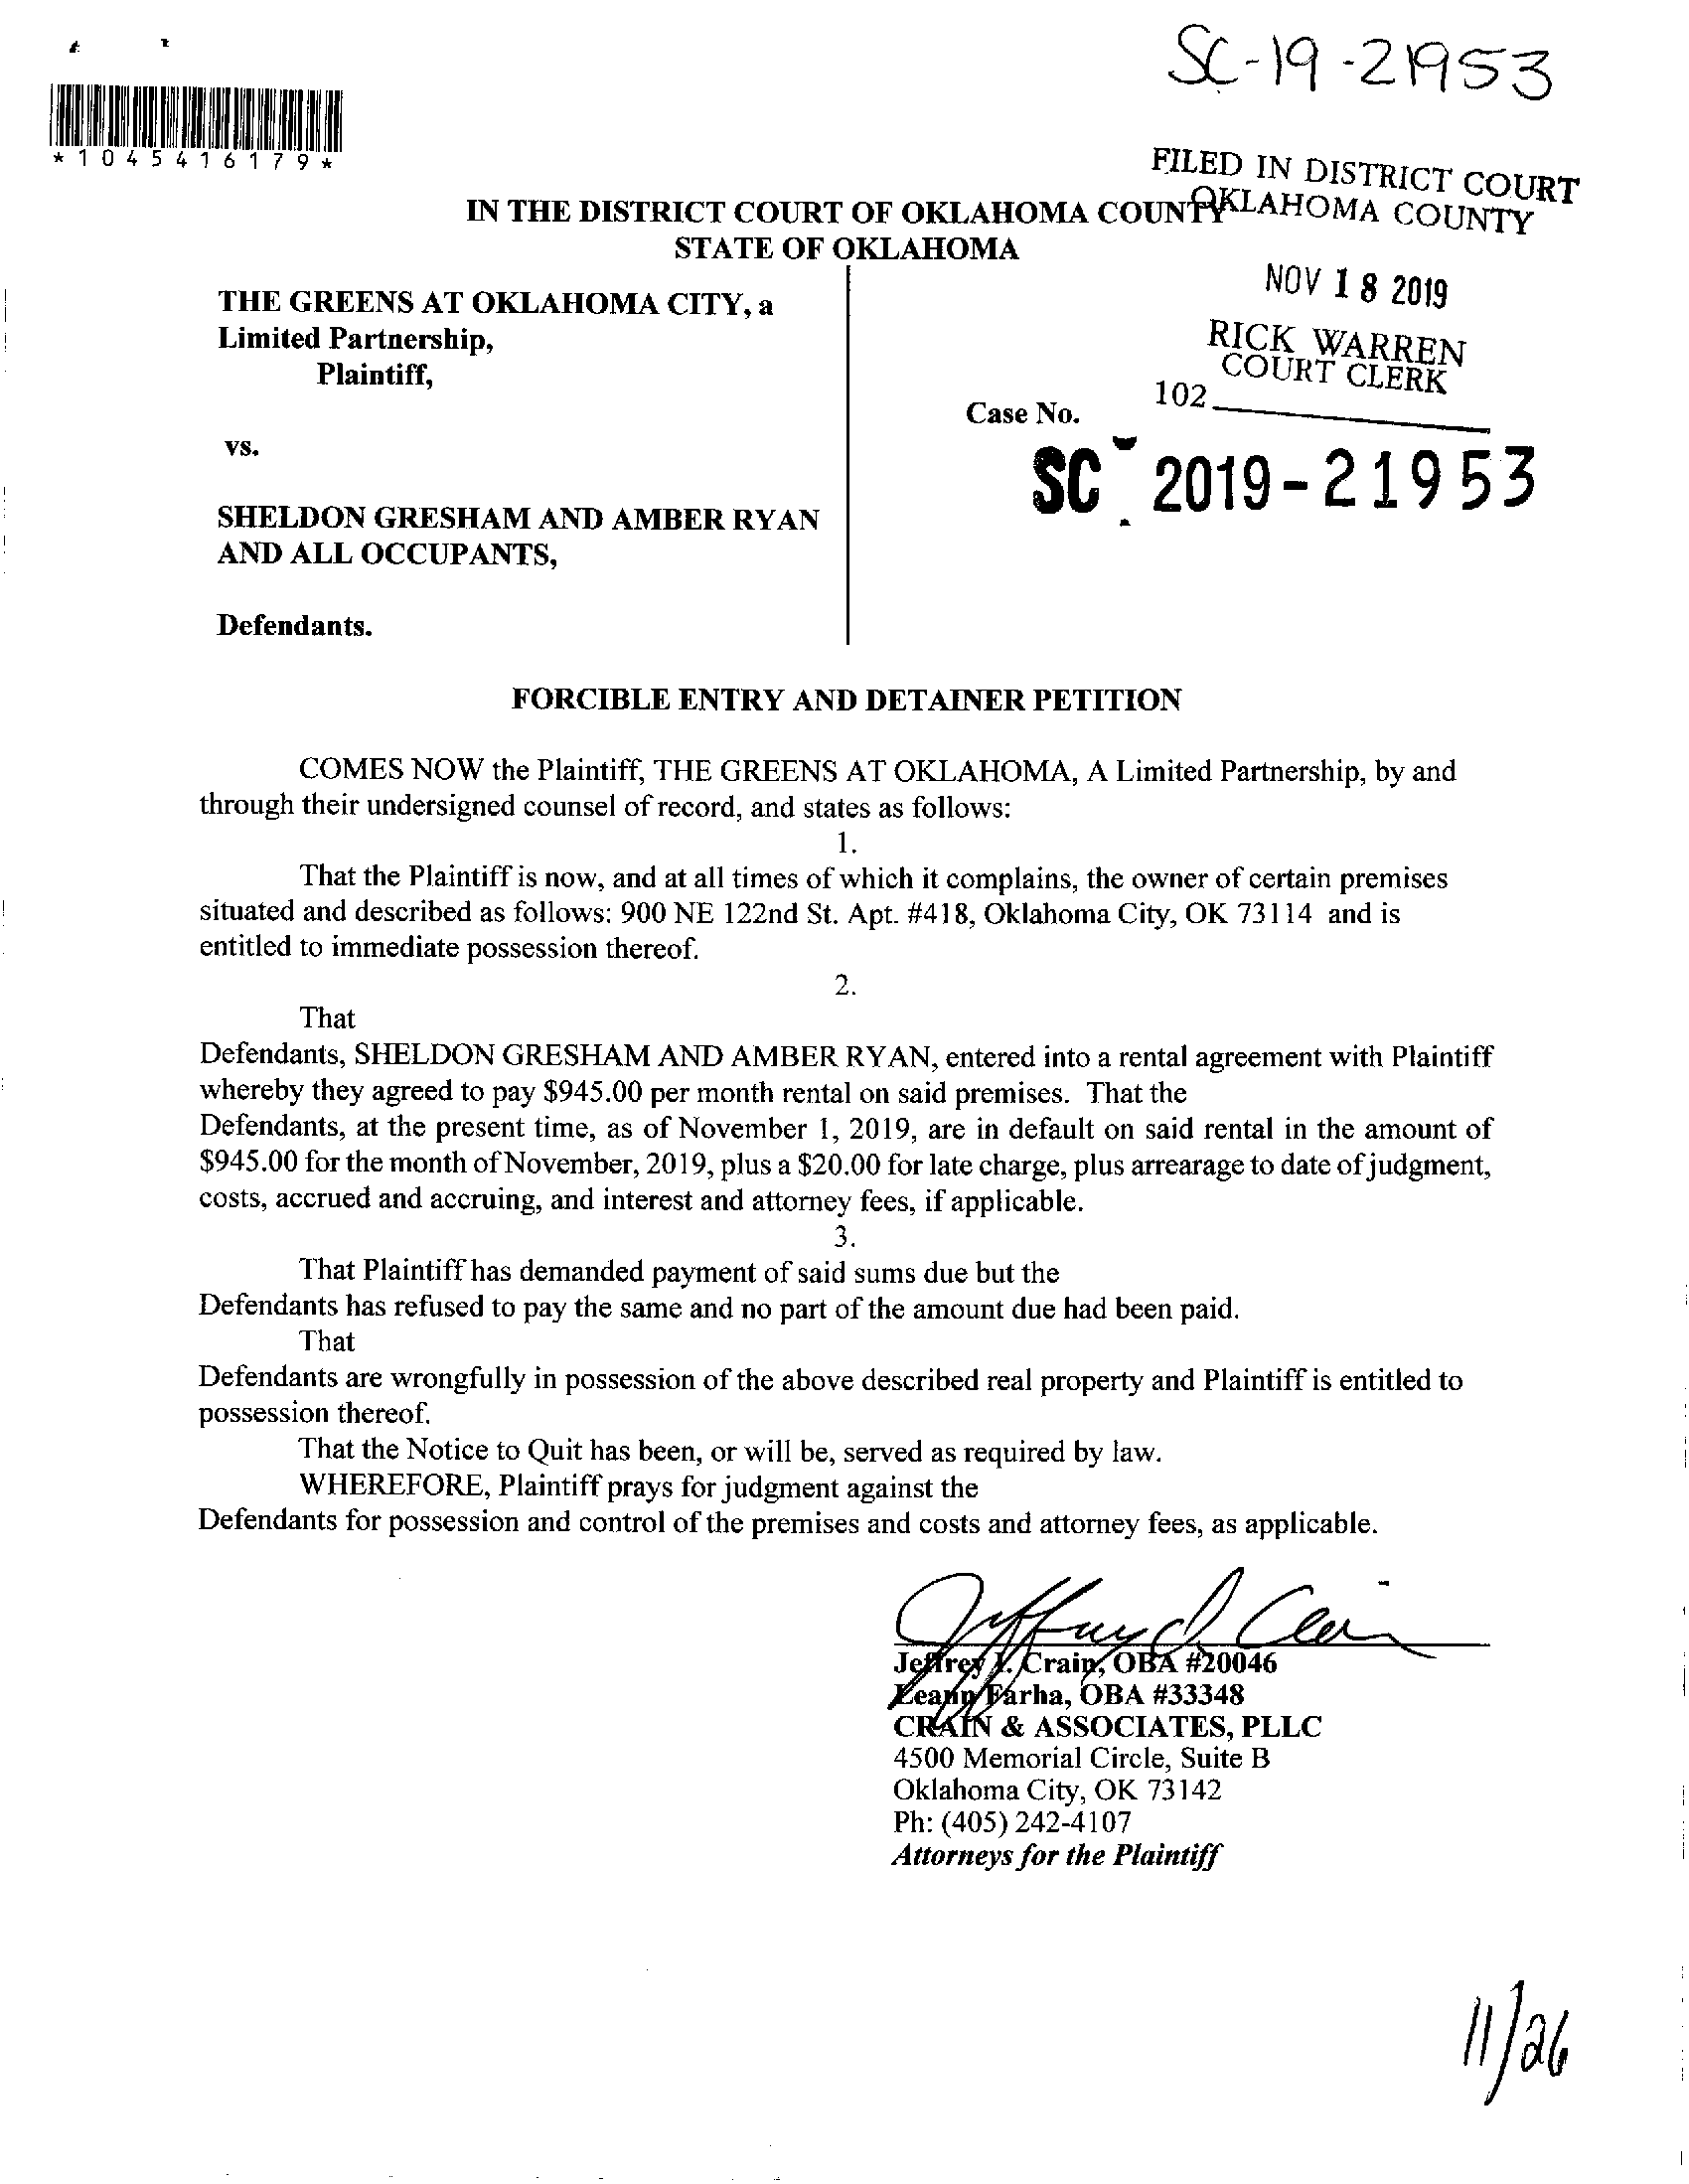 SC-19-21953
*1045416179*
FILED IN DISTRICT COURT
OKLAHOMA COUNTY
IN THE DISTRICT COURT OF OKLAHOMA COUNTY
STATE OF OKLAHOMA
NOV 18 2019
RICK WARREN
COURT CLERK
102
THE GREENS AT OKLAHOMA CITY, a
Limited Partnership,
Plaintiff,
Case No.
vs.
SC 2019-21953
SHELDON GRESHAM AND AMBER RYAN
AND ALL OCCUPANTS,
Defendants.
FORCIBLE ENTRY AND DETAINER PETITION
COMES NOW the Plaintiff, THE GREENS AT OKLAHOMA, A Limited Partnership, by and
through their undersigned counsel of record, and states as follows:
1.
That the Plaintiff is now, and at all times of which it complains, the owner of certain premises
situated and described as follows: 900 NE 122nd St. Apt. #418, Oklahoma City, OK 73114 and is
entitled to immediate possession thereof.
2.
That
Defendants, SHELDON GRESHAM AND AMBER RYAN, entered into a rental agreement with Plaintiff
whereby they agreed to pay $945.00 per month rental on said premises. That the
Defendants, at the present time, as of November 1, 2019, are in default on said rental in the amount of
$945.00 for the month of November, 2019, plus a $20.00 for late charge, plus arrearage to date of judgment,
costs, accrued and accruing, and interest and attorney fees, if applicable.
3.
That Plaintiff has demanded payment of said sums due but the
Defendants has refused to pay the same and no part of the amount due had been paid.
That
Defendants are wrongfully in possession of the above described real property and Plaintiff is entitled to
possession thereof.
That the Notice to Quit has been, or will be, served as required by law.
WHEREFORE, Plaintiff prays for judgment against the
Defendants for possession and control of the premises and costs and attorney fees, as applicable.
Jeffrey Crain, OBA #20046
Leann Farha, OBA #33348
CRAIN & ASSOCIATES, PLLC
4500 Memorial Circle, Suite B
Oklahoma City, OK 73142
Ph: (405) 242-4107
Attorneys for the Plaintiff
11/26